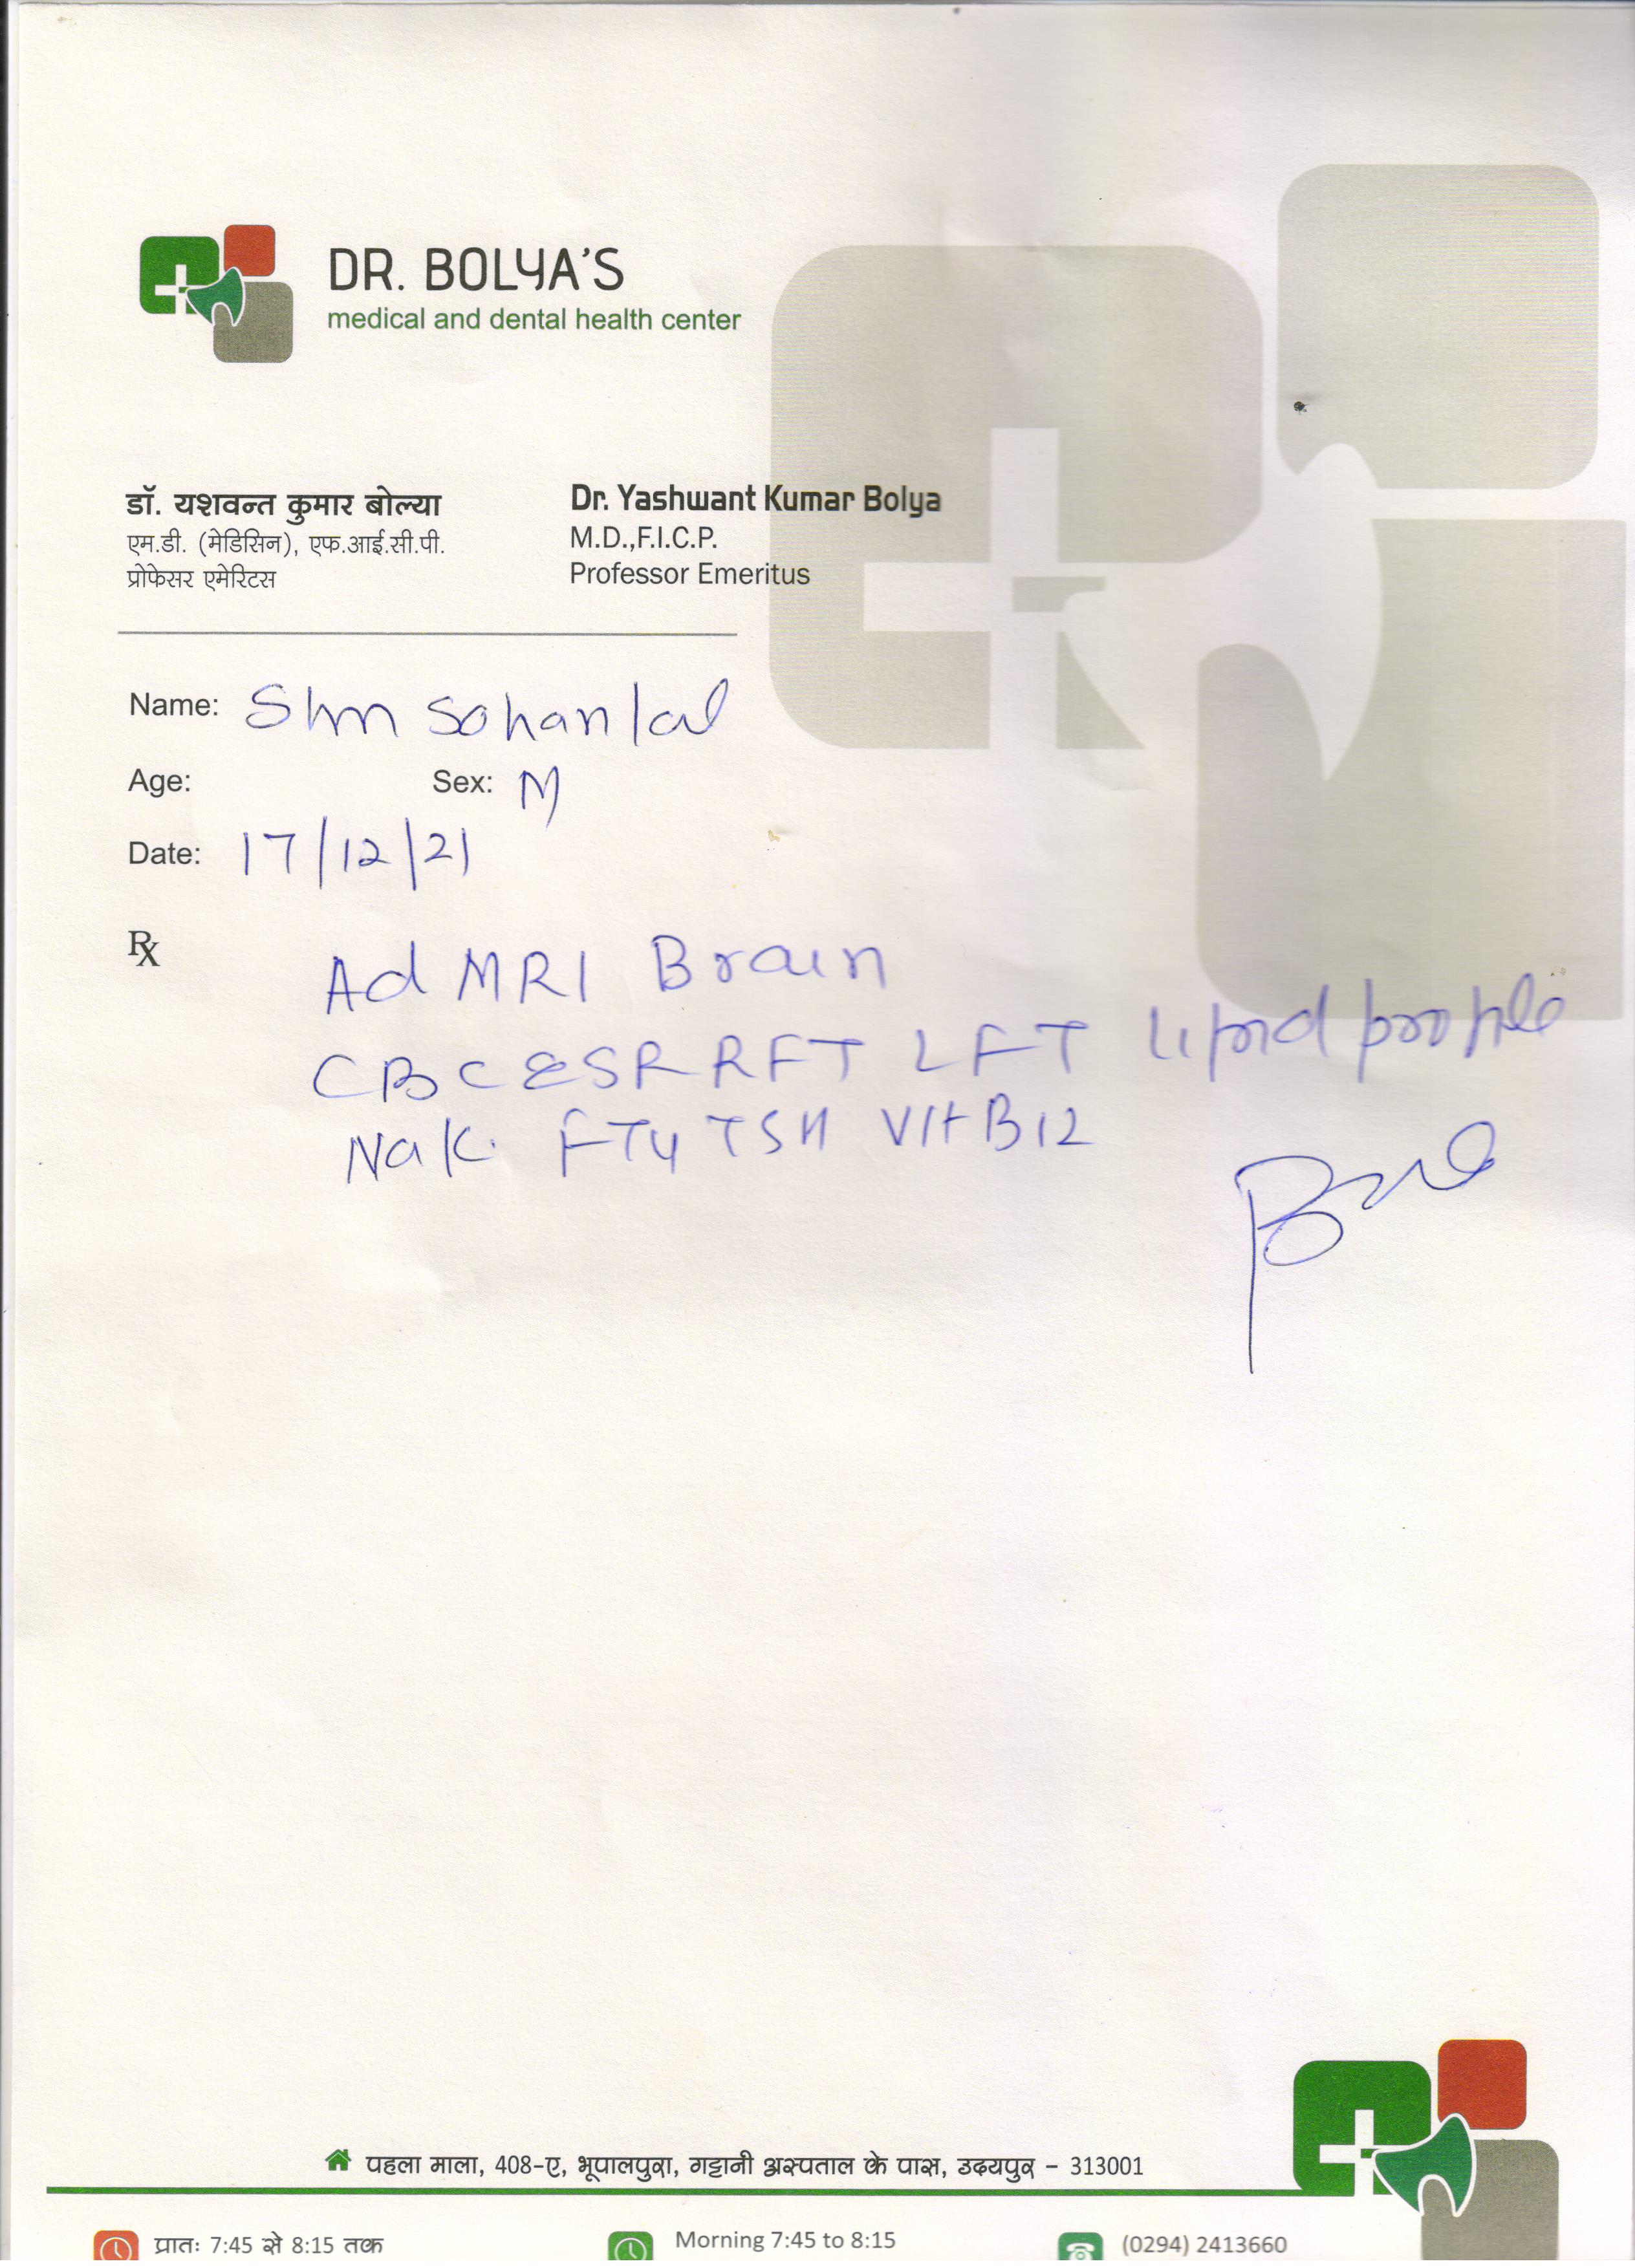 DR. BOLYA'S
medical and dental health center
डॉ. यशवन्त कुमार बोल्या
एम.डी. (मेडिसिन), एफ.आई.सी.पी.
प्रोफेसर एमेरिटस
Dr. Yashwant Kumar Bolya
M.D.,F.I.C.P.
Professor Emeritus
Name: Shri Sohanlal
Age: Sex: M
Date: 17/12/21
Rx
Ad MRI Brain
CBC ESR RFT LFT Lipid profile
Na K. FT4 TSH Vit B12
पहला माला, 408-ए, भूपालपुरा, गट्टानी अस्पताल के पास, उदयपुर - 313001
प्रातः 7:45 से 8:15 तक Morning 7:45 to 8:15 (0294) 2413660